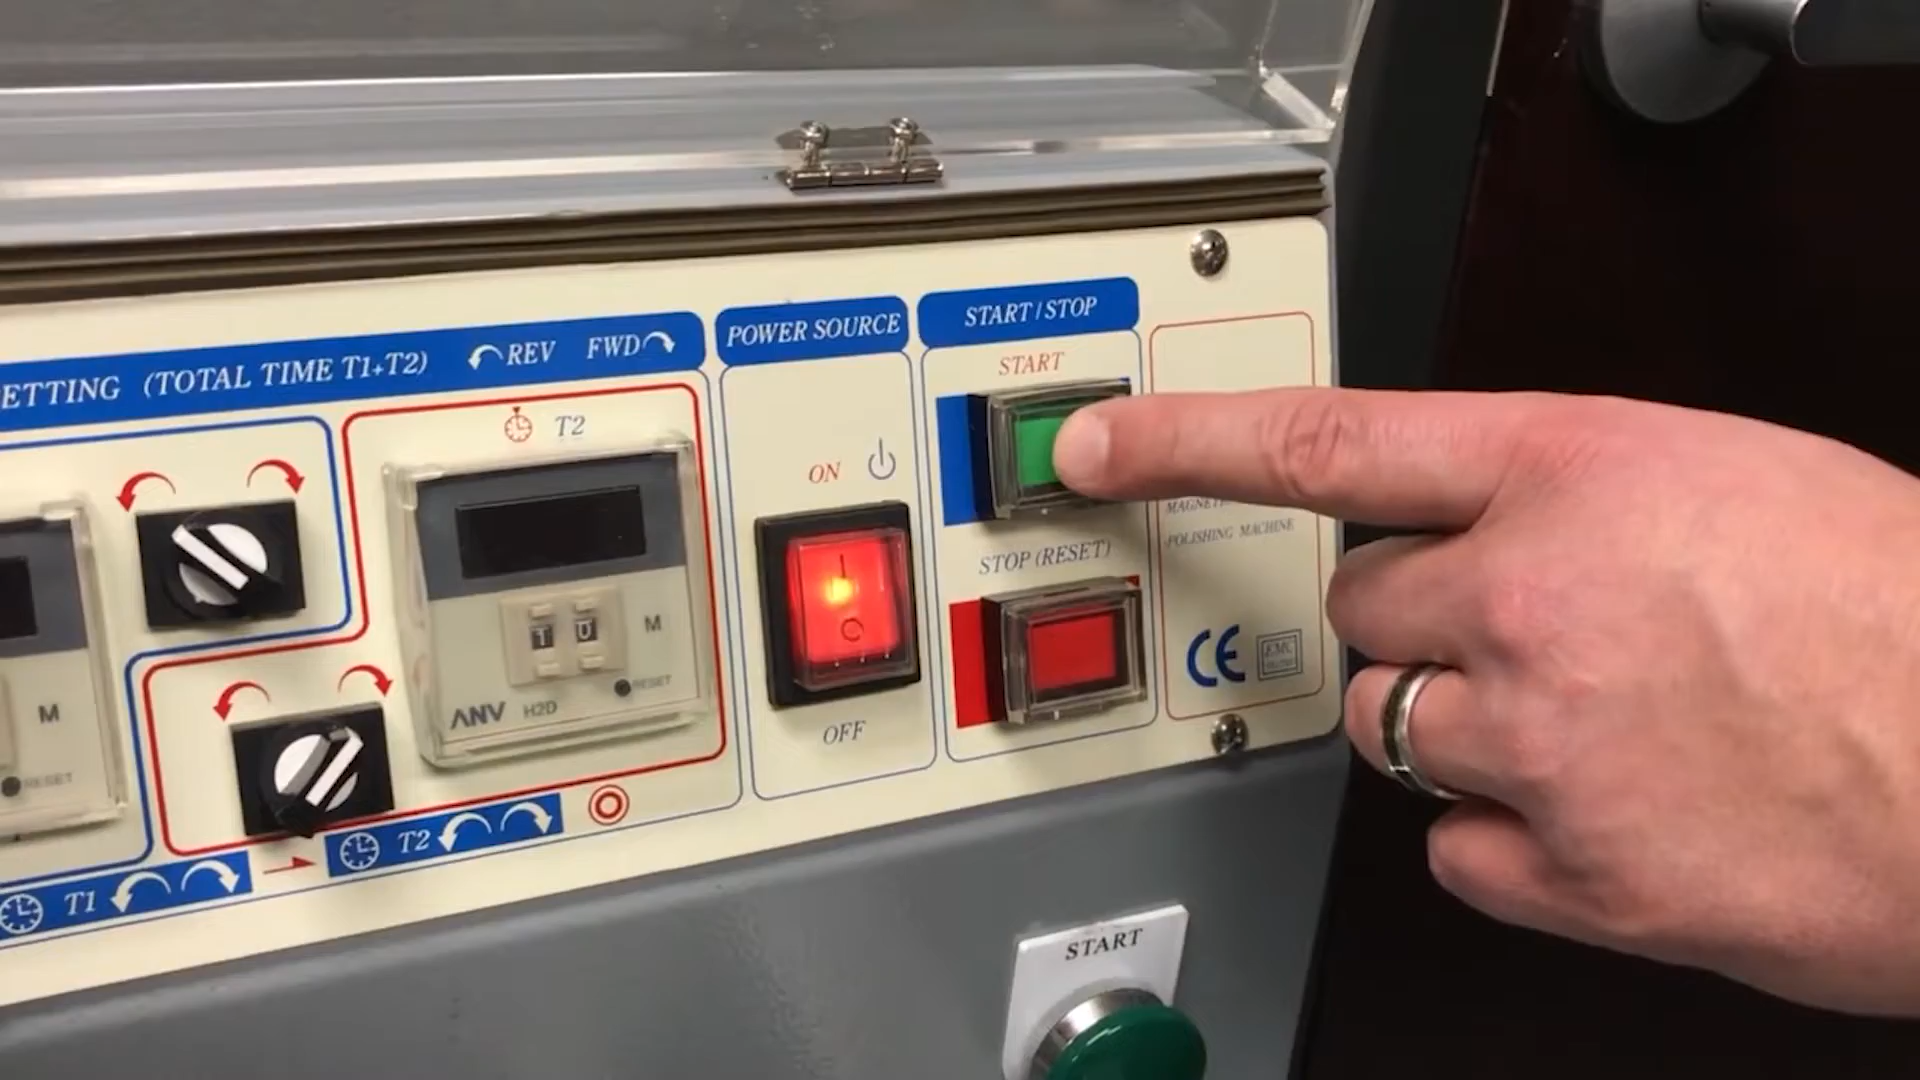 ETTING (TOTAL TIME T1+T2) REV FWD
POWER SOURCE
START / STOP
START
T2
ON
M
T U
RESET
ANV H2D
OFF
STOP (RESET)
POLISHING MACHINE
CE
EMC
M
RESET
T1
T2
START